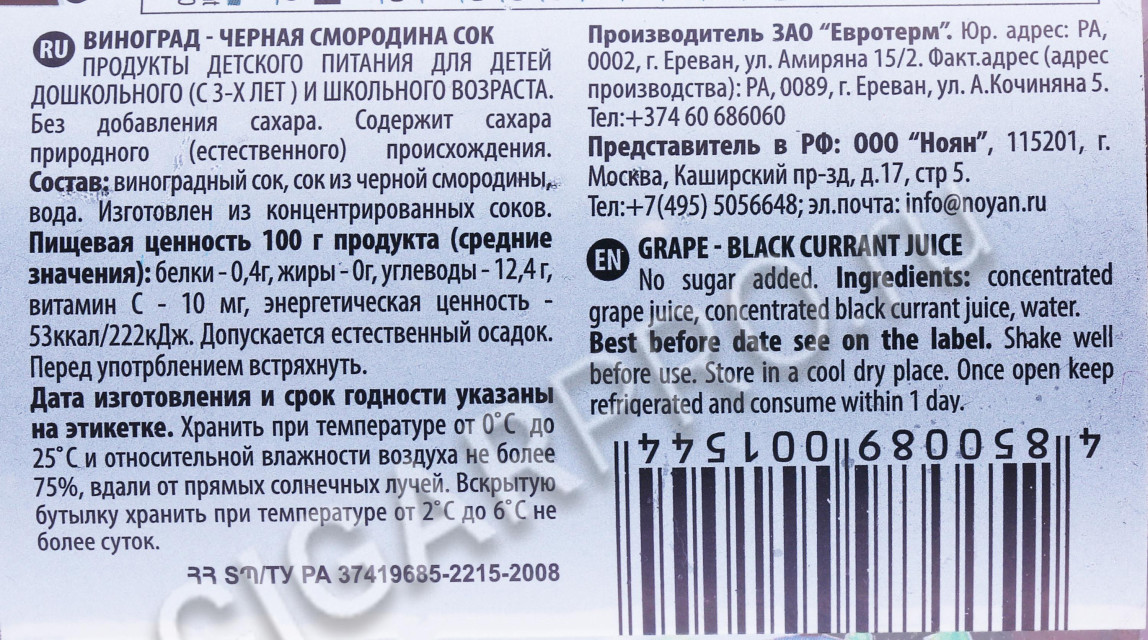 RU ВИНОГРАД - ЧЕРНАЯ СМОРОДИНА СОК
ПРОДУКТЫ ДЕТСКОГО ПИТАНИЯ ДЛЯ ДЕТЕЙ
ДОШКОЛЬНОГО (С 3-Х ЛЕТ ) И ШКОЛЬНОГО ВОЗРАСТА.
Без добавления сахара. Содержит сахара
природного (естественного) происхождения.
Состав: виноградный сок, сок из черной смородины,
вода. Изготовлен из концентрированных соков.
Пищевая ценность 100 г продукта (средние
значения): белки - 0,4г, жиры - 0г, углеводы - 12,4 г,
витамин С - 10 мг, энергетическая ценность -
53ккал/222кДж. Допускается естественный осадок.
Перед употрблением встряхнуть.
Дата изготовления и срок годности указаны
на этикетке. Хранить при температуре от 0˚С до
25˚С и относительной влажности воздуха не более
75%, вдали от прямых солнечных лучей. Вскрытую
бутылку хранить при температуре от 2˚С до 6˚С не
более суток.
ՏՊ/ТУ РА 37419685-2215-2008
Производитель ЗАО “Евротерм”. Юр. адрес: РА,
0002, г. Ереван, ул. Амиряна 15/2. Факт.адрес (адрес
производства): РА, 0089, г. Ереван, ул. А.Кочиняна 5.
Тел:+374 60 686060
Представитель в РФ: ООО “Ноян”, 115201, г.
Москва, Каширский пр-зд, д.17, стр 5.
Тел:+7(495) 5056648; эл.почта: info@noyan.ru
EN GRAPE - BLACK CURRANT JUICE
No sugar added. Ingredients: concentrated
grape juice, concentrated black currant juice, water.
Best before date see on the label. Shake well
before use. Store in a cool dry place. Once open keep
refrigerated and consume within 1 day.
4 850089 001544
CIGARPRO.ru